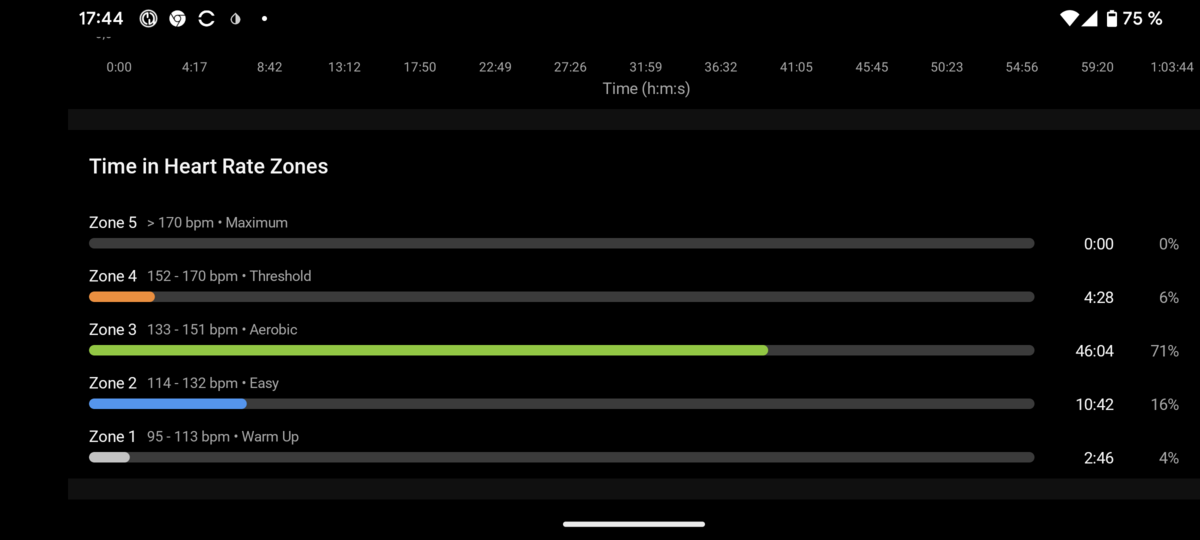 17:44 75 %
0:00 4:17 8:42 13:12 17:50 22:49 27:26 31:59 36:32 41:05 45:45 50:23 54:56 59:20 1:03:44
Time (h:m:s)
Time in Heart Rate Zones
Zone 5 > 170 bpm • Maximum
0:00 0%
Zone 4 152 - 170 bpm • Threshold
4:28 6%
Zone 3 133 - 151 bpm • Aerobic
46:04 71%
Zone 2 114 - 132 bpm • Easy
10:42 16%
Zone 1 95 - 113 bpm • Warm Up
2:46 4%